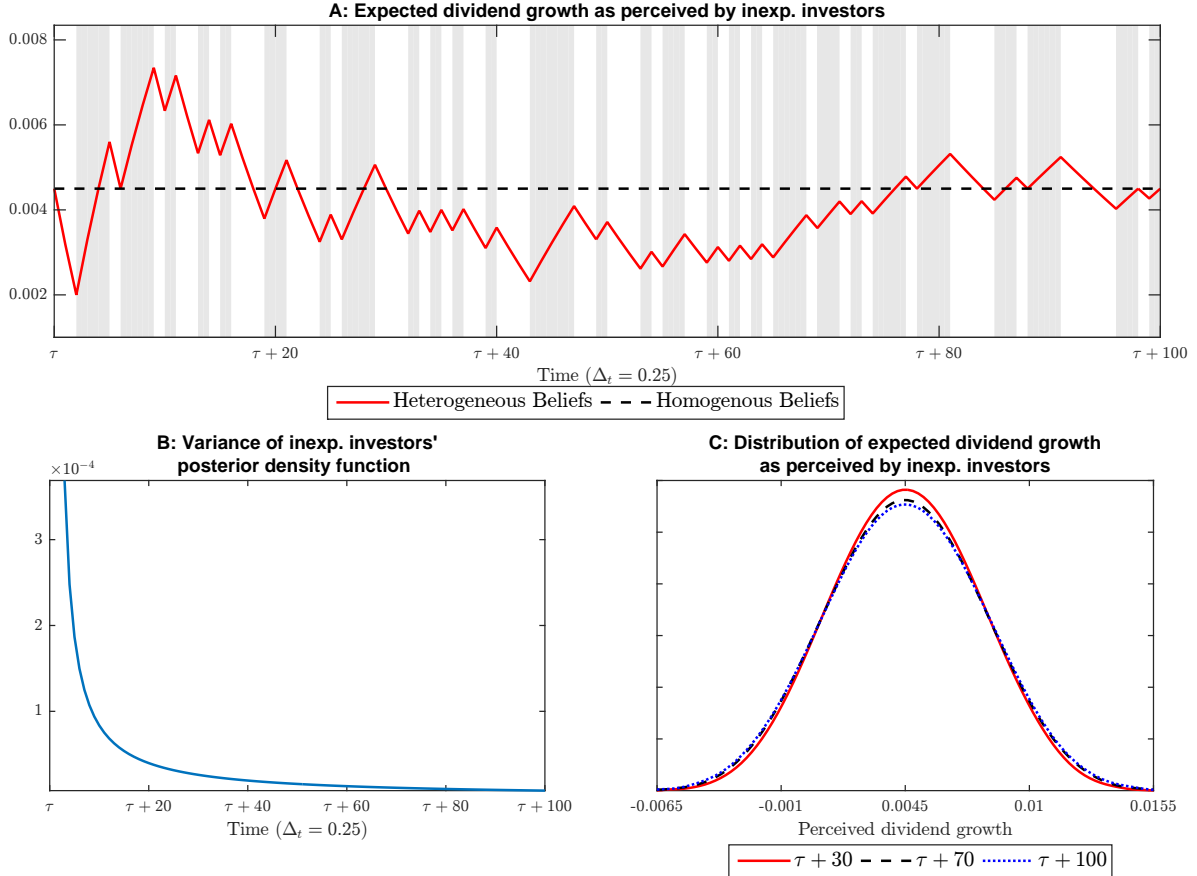 A: Expected dividend growth as perceived by inexp. investors
0.008
0.006
0.004
0.002
τ τ + 20 τ + 40 τ + 60 τ + 80 τ + 100
Time (Δt = 0.25)
Heterogeneous Beliefs Homogenous Beliefs
B: Variance of inexp. investors'
posterior density function
×10⁻⁴
3
2
1
τ τ + 20 τ + 40 τ + 60 τ + 80 τ + 100
Time (Δt = 0.25)
C: Distribution of expected dividend growth
as perceived by inexp. investors
-0.0065 -0.001 0.0045 0.01 0.0155
Perceived dividend growth
τ + 30 τ + 70 τ + 100